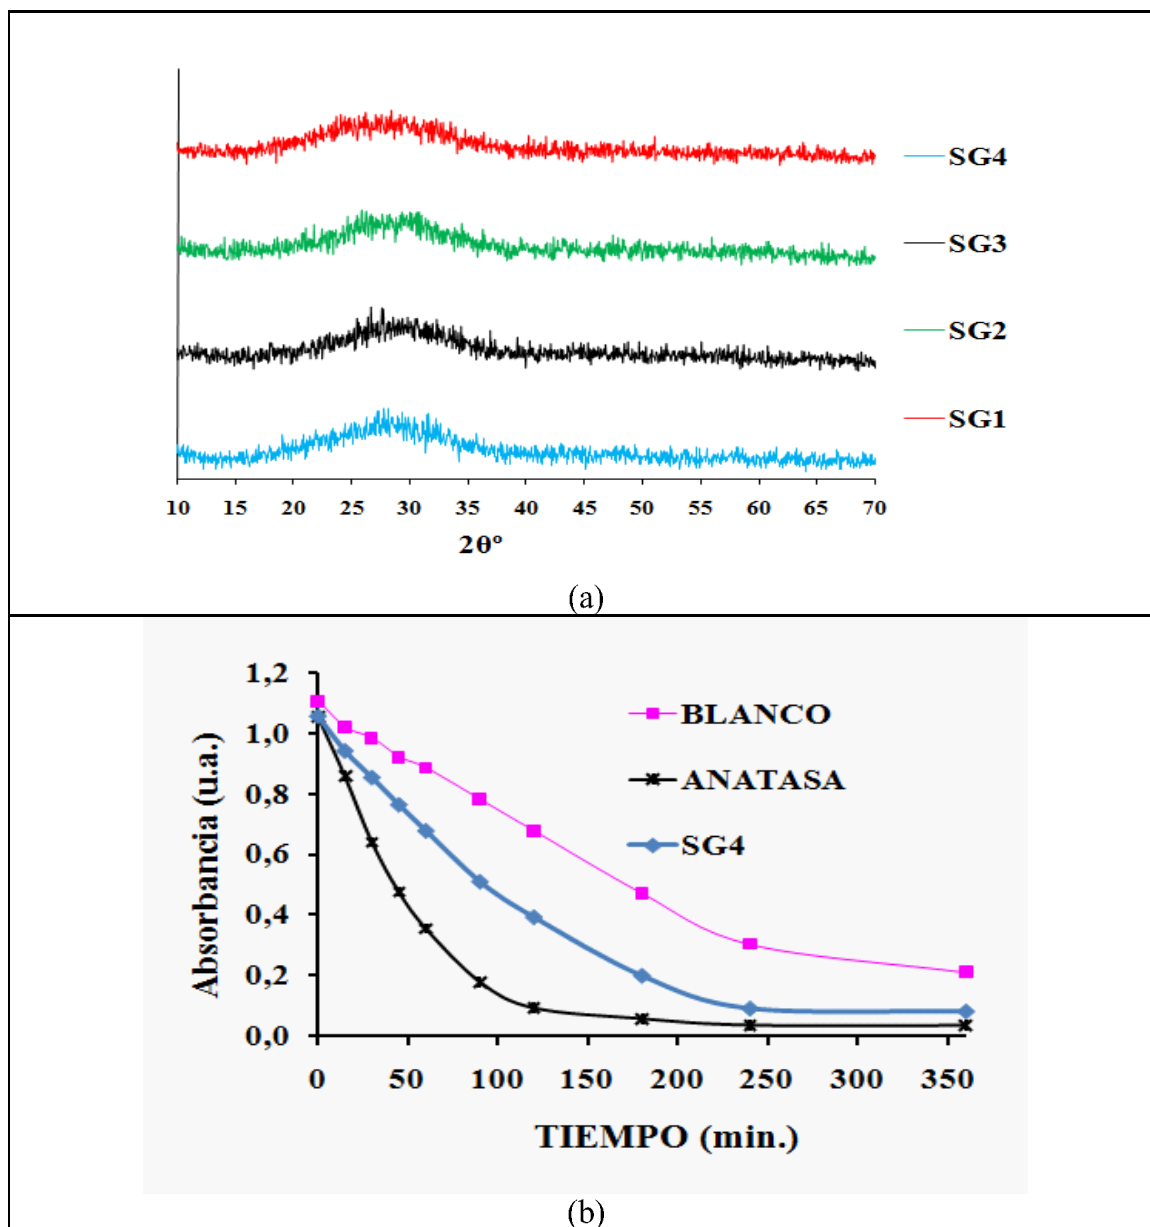 SG4
SG3
SG2
SG1
10 15 20 25 30 35 40 45 50 55 60 65 70
2θº
(a)
1,2
1,0
0,8
0,6
0,4
0,2
0,0
Absorbancia (u.a.)
BLANCO
ANATASA
SG4
0 50 100 150 200 250 300 350
TIEMPO (min.)
(b)